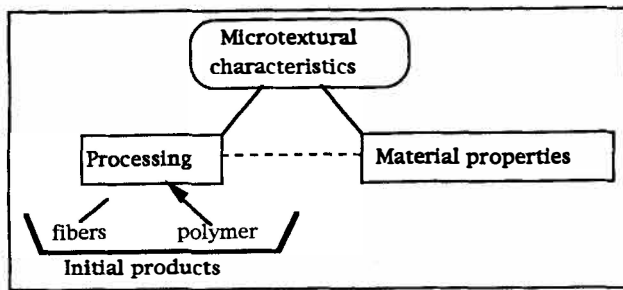 Microtextural
characteristics
Processing
Material properties
fibers polymer
Initial products